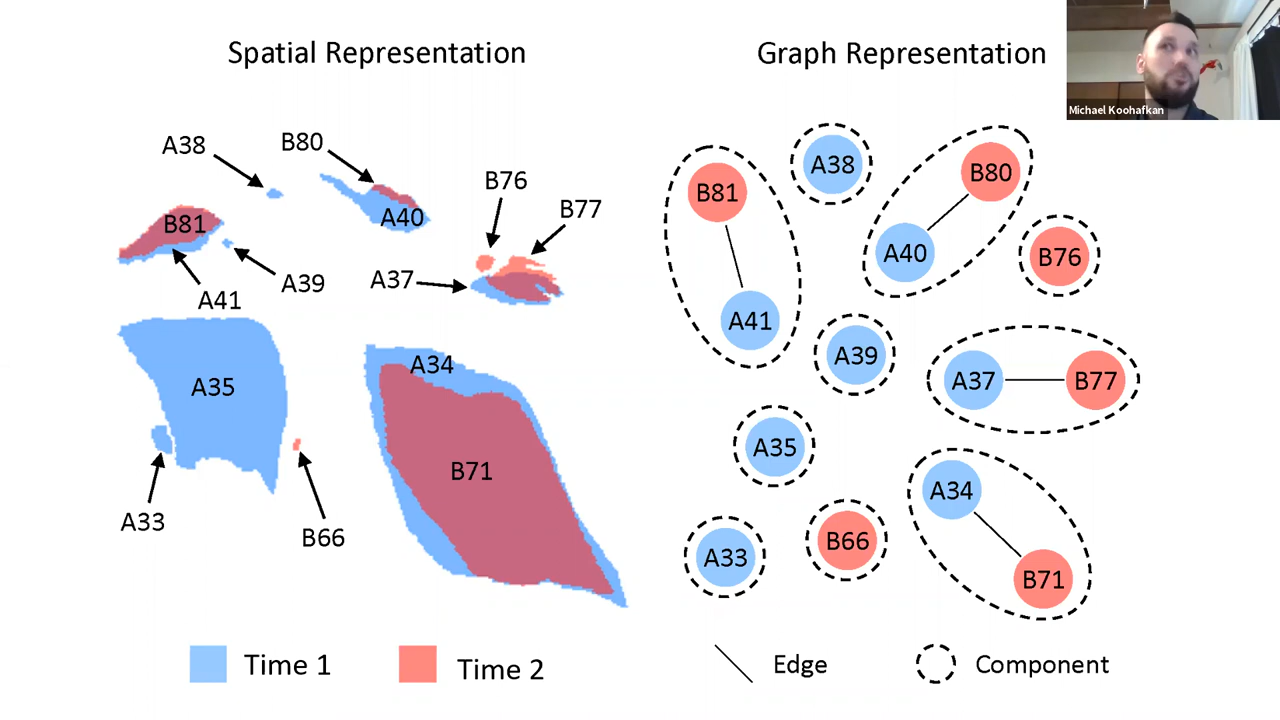 Spatial Representation
Graph Representation
Michael Koohafkan
A38
B80
B76
B77
B81
A40
A37
A39
A41
A35
A34
B71
A33
B66
B81
A38
B80
A40
B76
A41
A39
A37
B77
A35
A34
A33
B66
B71
Time 1
Time 2
Edge
Component